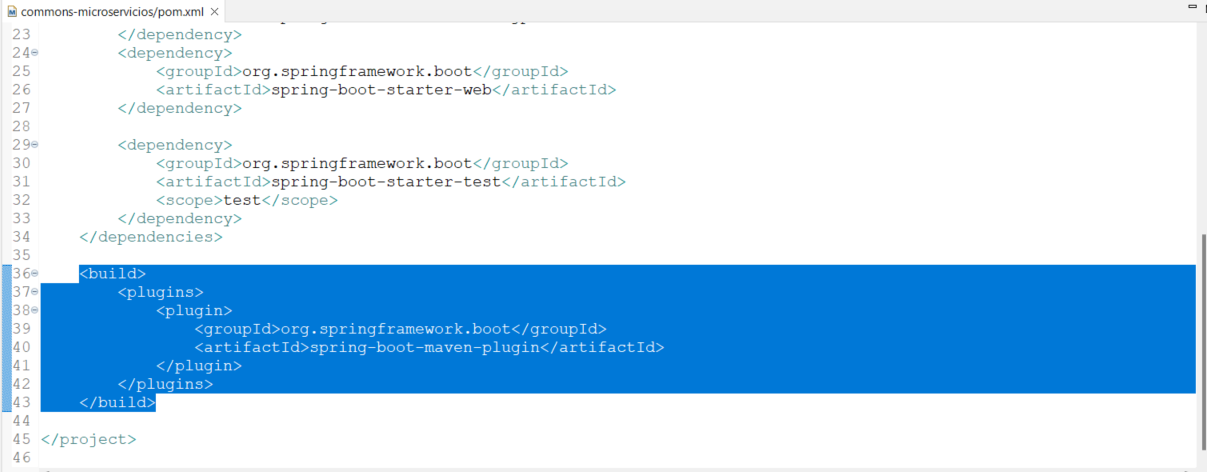 commons-microservicios/pom.xml
23 </dependency>
24 <dependency>
25 <groupId>org.springframework.boot</groupId>
26 <artifactId>spring-boot-starter-web</artifactId>
27 </dependency>
28
29 <dependency>
30 <groupId>org.springframework.boot</groupId>
31 <artifactId>spring-boot-starter-test</artifactId>
32 <scope>test</scope>
33 </dependency>
34 </dependencies>
35
36 <build>
37 <plugins>
38 <plugin>
39 <groupId>org.springframework.boot</groupId>
40 <artifactId>spring-boot-maven-plugin</artifactId>
41 </plugin>
42 </plugins>
43 </build>
44
45 </project>
46